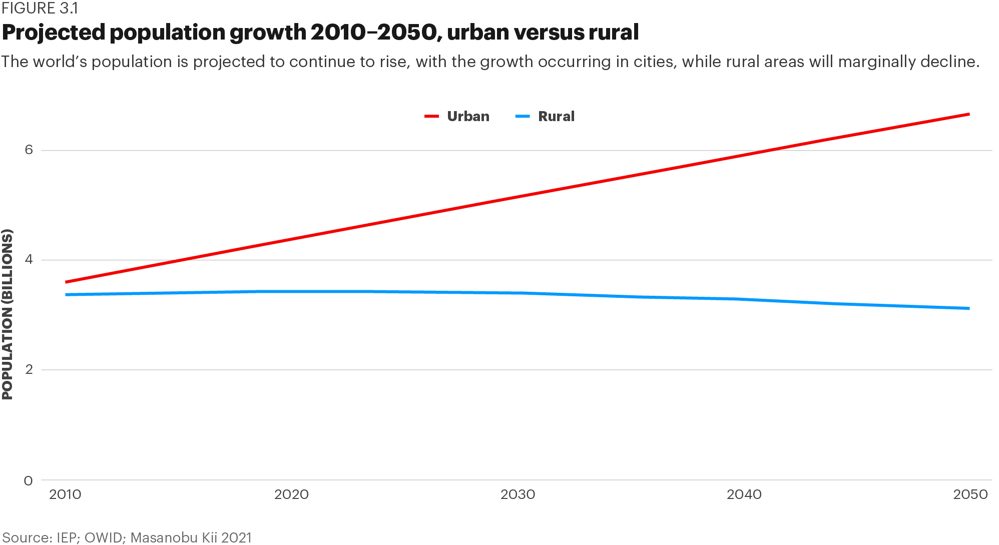 FIGURE 3.1
Projected population growth 2010–2050, urban versus rural
The world’s population is projected to continue to rise, with the growth occurring in cities, while rural areas will marginally decline.
Urban Rural
POPULATION (BILLIONS)
6
4
2
0
2010 2020 2030 2040 2050
Source: IEP; OWID; Masanobu Kii 2021